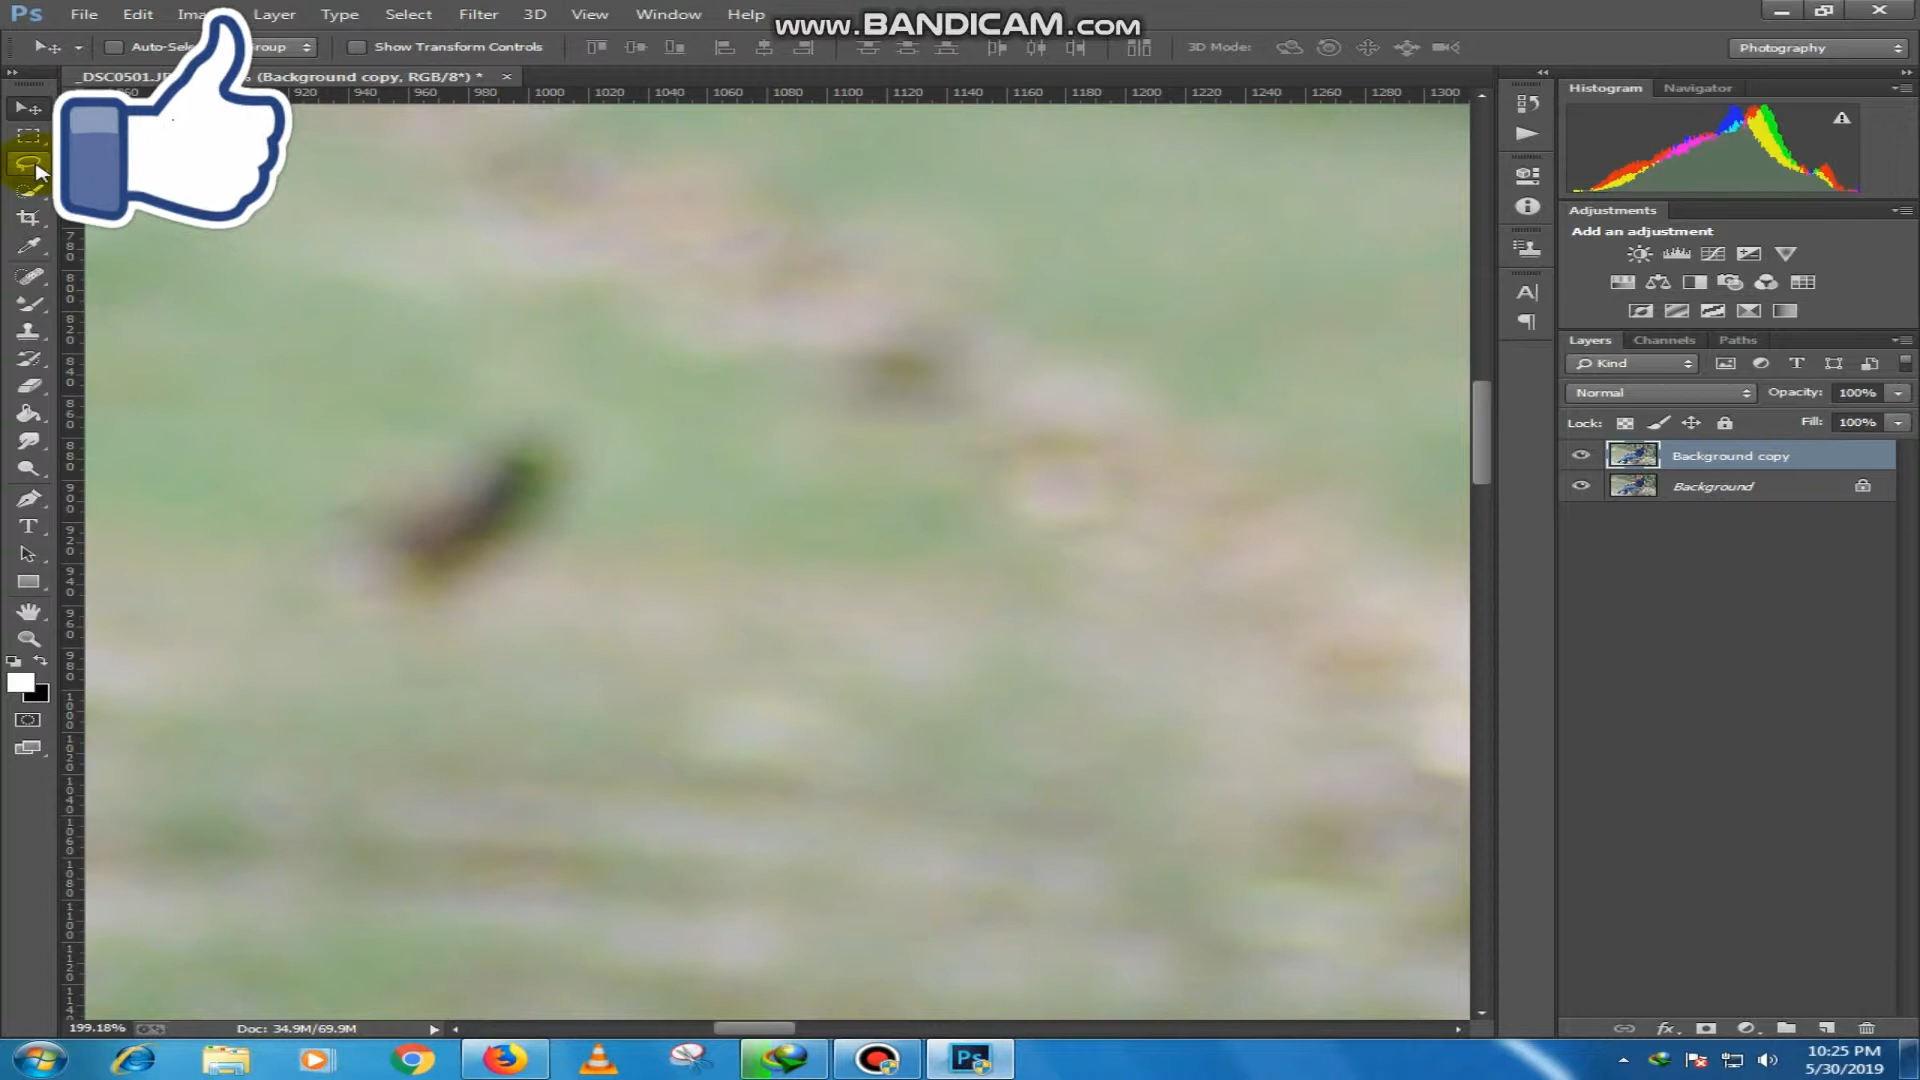 Ps File Edit Layer Type Select Filter 3D View Window Help
www.BANDICAM.com
Show Transform Controls 3D Mode: Photography
(Background copy, RGB/8*) * ×
920 940 960 980 1000 1020 1040 1060 1080 1100 1120 1140 1160 1180 1200 1220 1240 1260 1280 1300
Histogram Navigator
Adjustments
Add an adjustment
Layers Channels Paths
Kind
Normal Opacity: 100%
Lock: Fill: 100%
Background copy
Background
199.18% Doc: 34.9M/69.9M
10:25 PM
5/30/2019